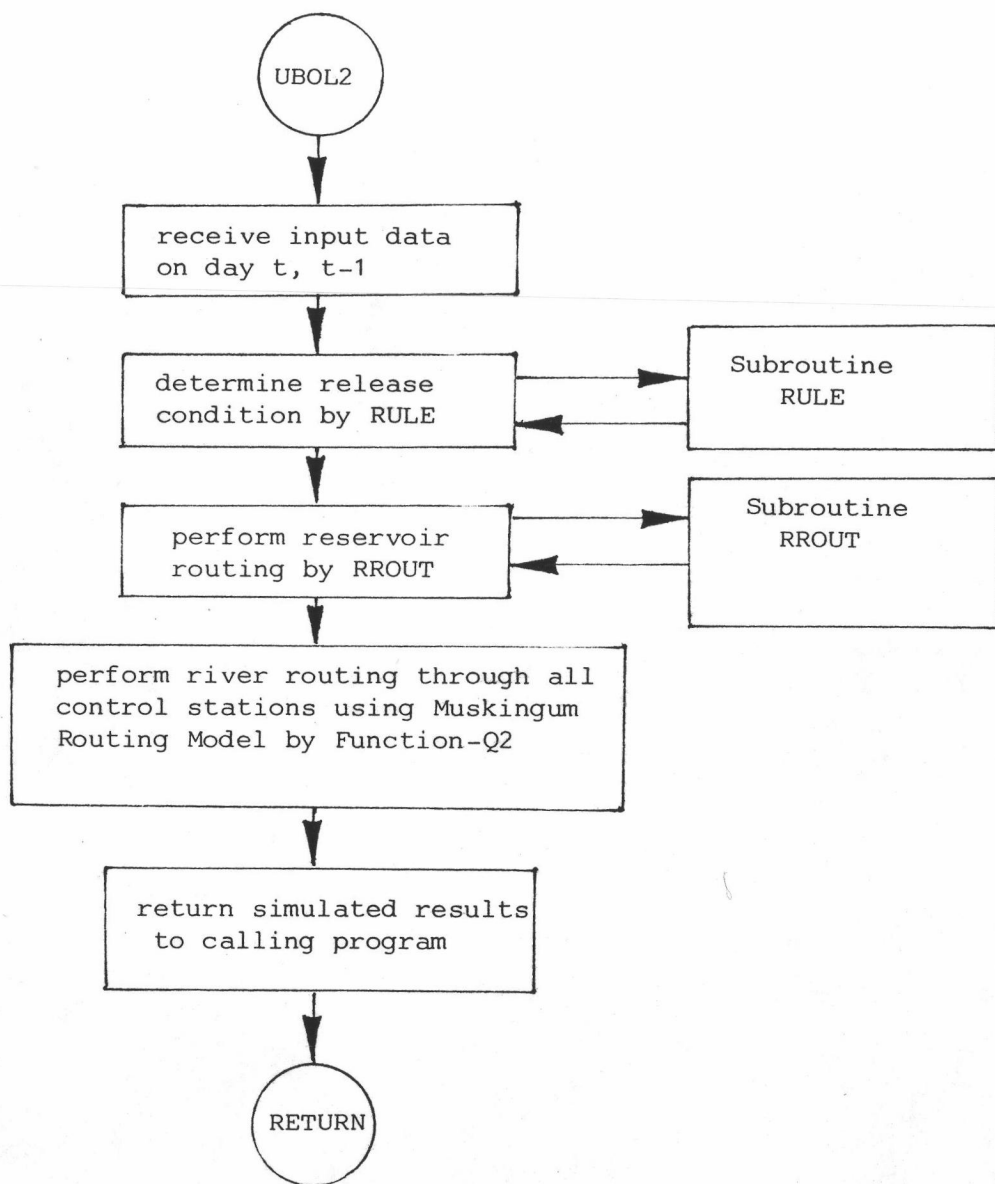 UBOL2
receive input data
on day t, t-1
determine release
condition by RULE
Subroutine
RULE
perform reservoir
routing by RROUT
Subroutine
RROUT
perform river routing through all
control stations using Muskingum
Routing Model by Function-Q2
return simulated results
to calling program
RETURN